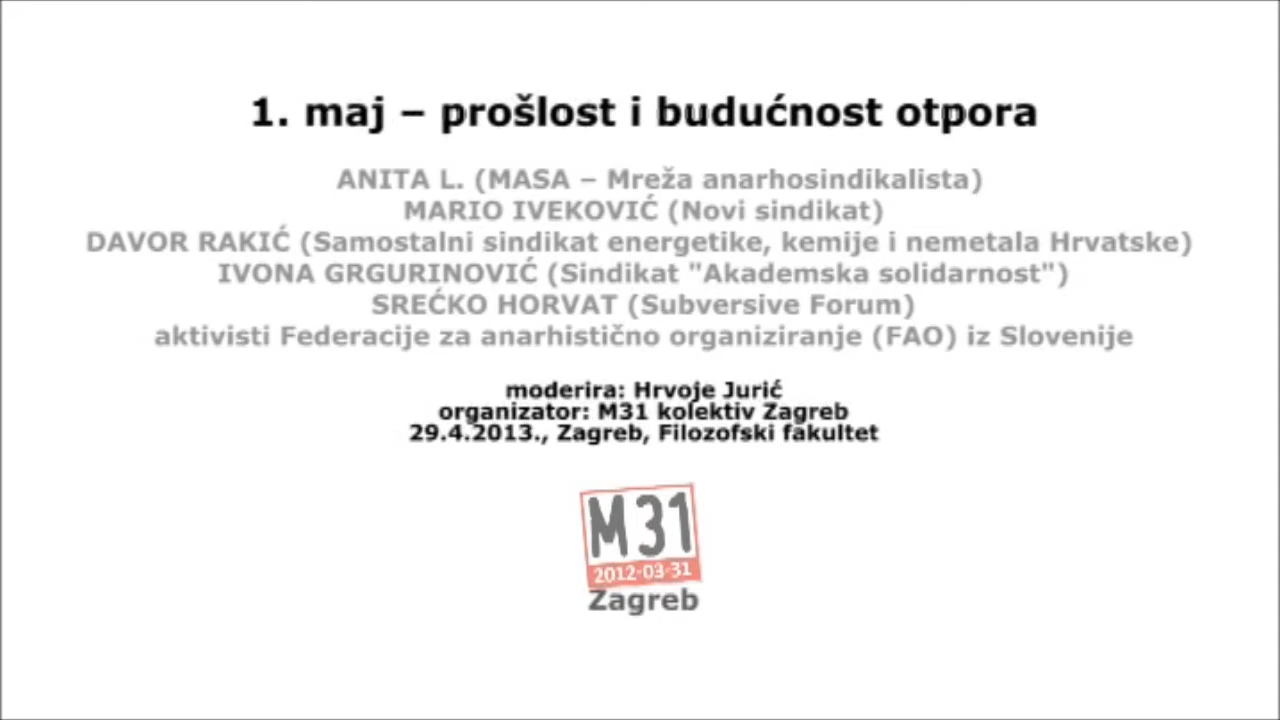 1. maj – prošlost i budućnost otpora
ANITA L. (MASA – Mreža anarhosindikalista)
MARIO IVEKOVIĆ (Novi sindikat)
DAVOR RAKIĆ (Samostalni sindikat energetike, kemije i nemetala Hrvatske)
IVONA GRGURINOVIĆ (Sindikat "Akademska solidarnost")
SREĆKO HORVAT (Subversive Forum)
aktivisti Federacije za anarhistično organiziranje (FAO) iz Slovenije
moderira: Hrvoje Jurić
organizator: M31 kolektiv Zagreb
29.4.2013., Zagreb, Filozofski fakultet
M31
2012-03-31
Zagreb